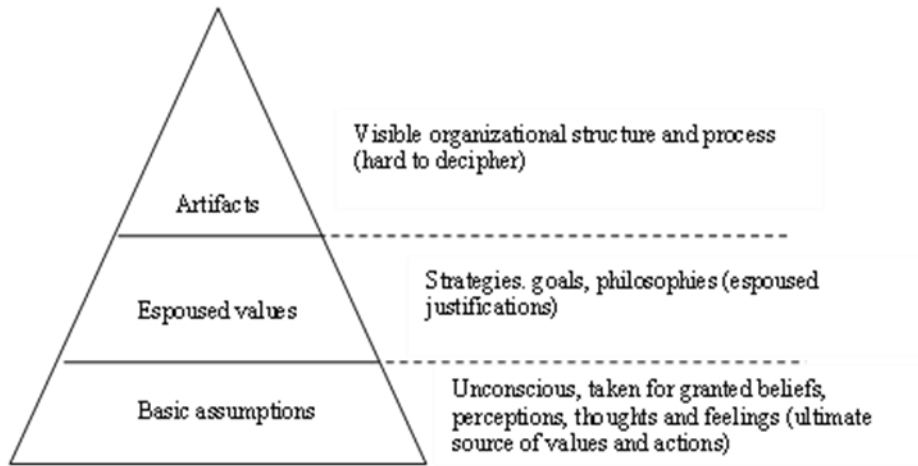 Visible organizational structure and process
(hard to decipher)
Artifacts
Strategies. goals, philosophies (espoused
justifications)
Espoused values
Unconscious, taken for granted beliefs,
perceptions, thoughts and feelings (ultimate
source of values and actions)
Basic assumptions